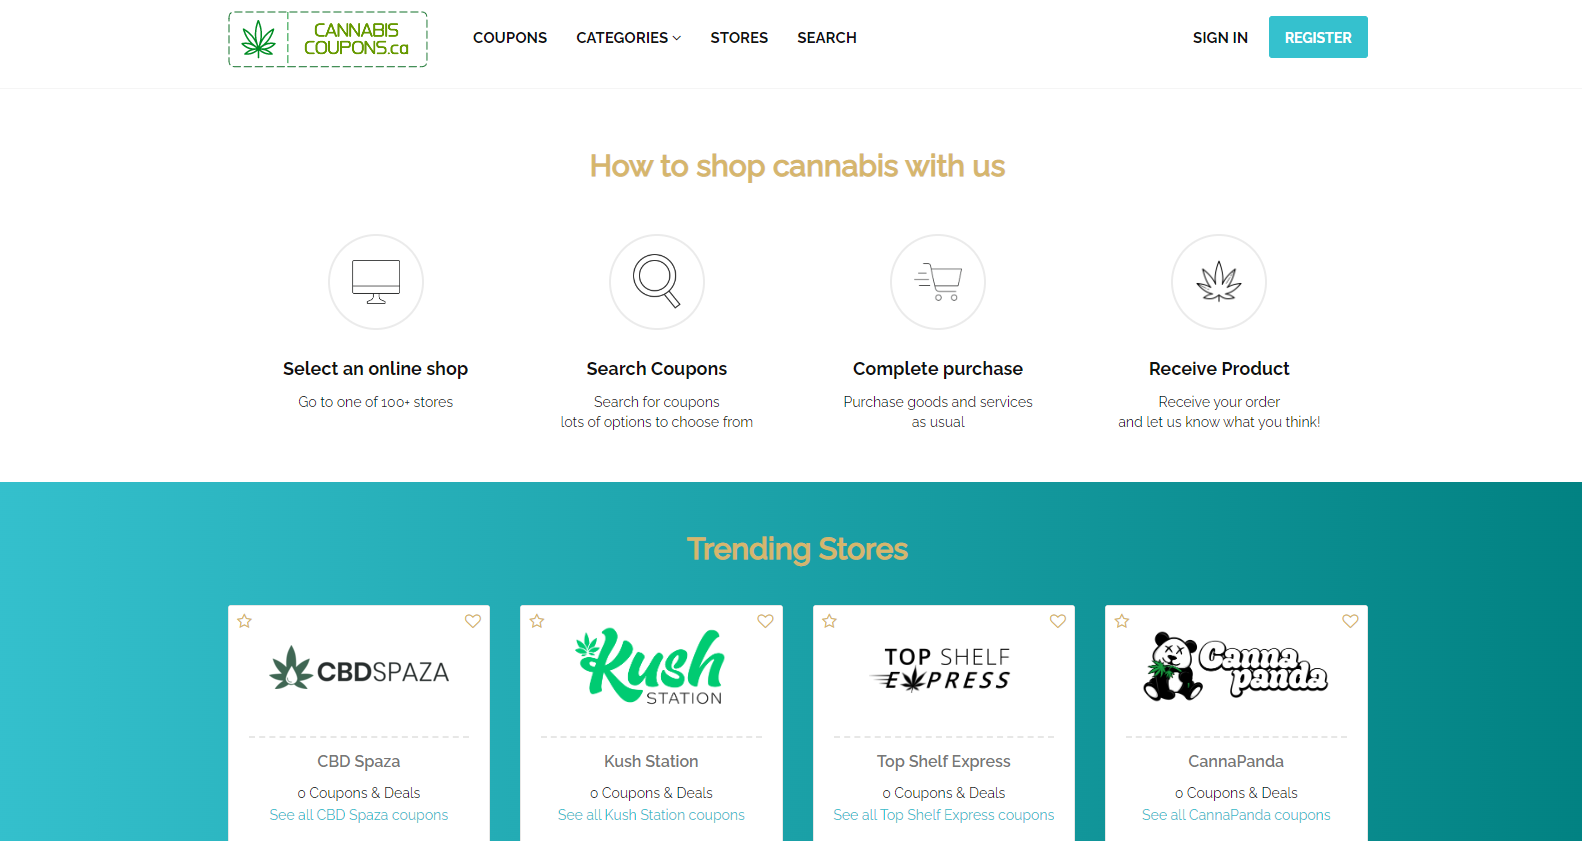 CANNABIS
COUPONS.ca
COUPONS
CATEGORIES
STORES
SEARCH
SIGN IN
REGISTER
How to shop cannabis with us
Select an online shop
Go to one of 100+ stores
Search Coupons
Search for coupons
lots of options to choose from
Complete purchase
Purchase goods and services
as usual
Receive Product
Receive your order
and let us know what you think!
Trending Stores
CBDSPAZA
CBD Spaza
0 Coupons & Deals
See all CBD Spaza coupons
Kush
STATION
Kush Station
0 Coupons & Deals
See all Kush Station coupons
TOP SHELF
EXPRESS
Top Shelf Express
0 Coupons & Deals
See all Top Shelf Express coupons
Canna
panda
CannaPanda
0 Coupons & Deals
See all CannaPanda coupons